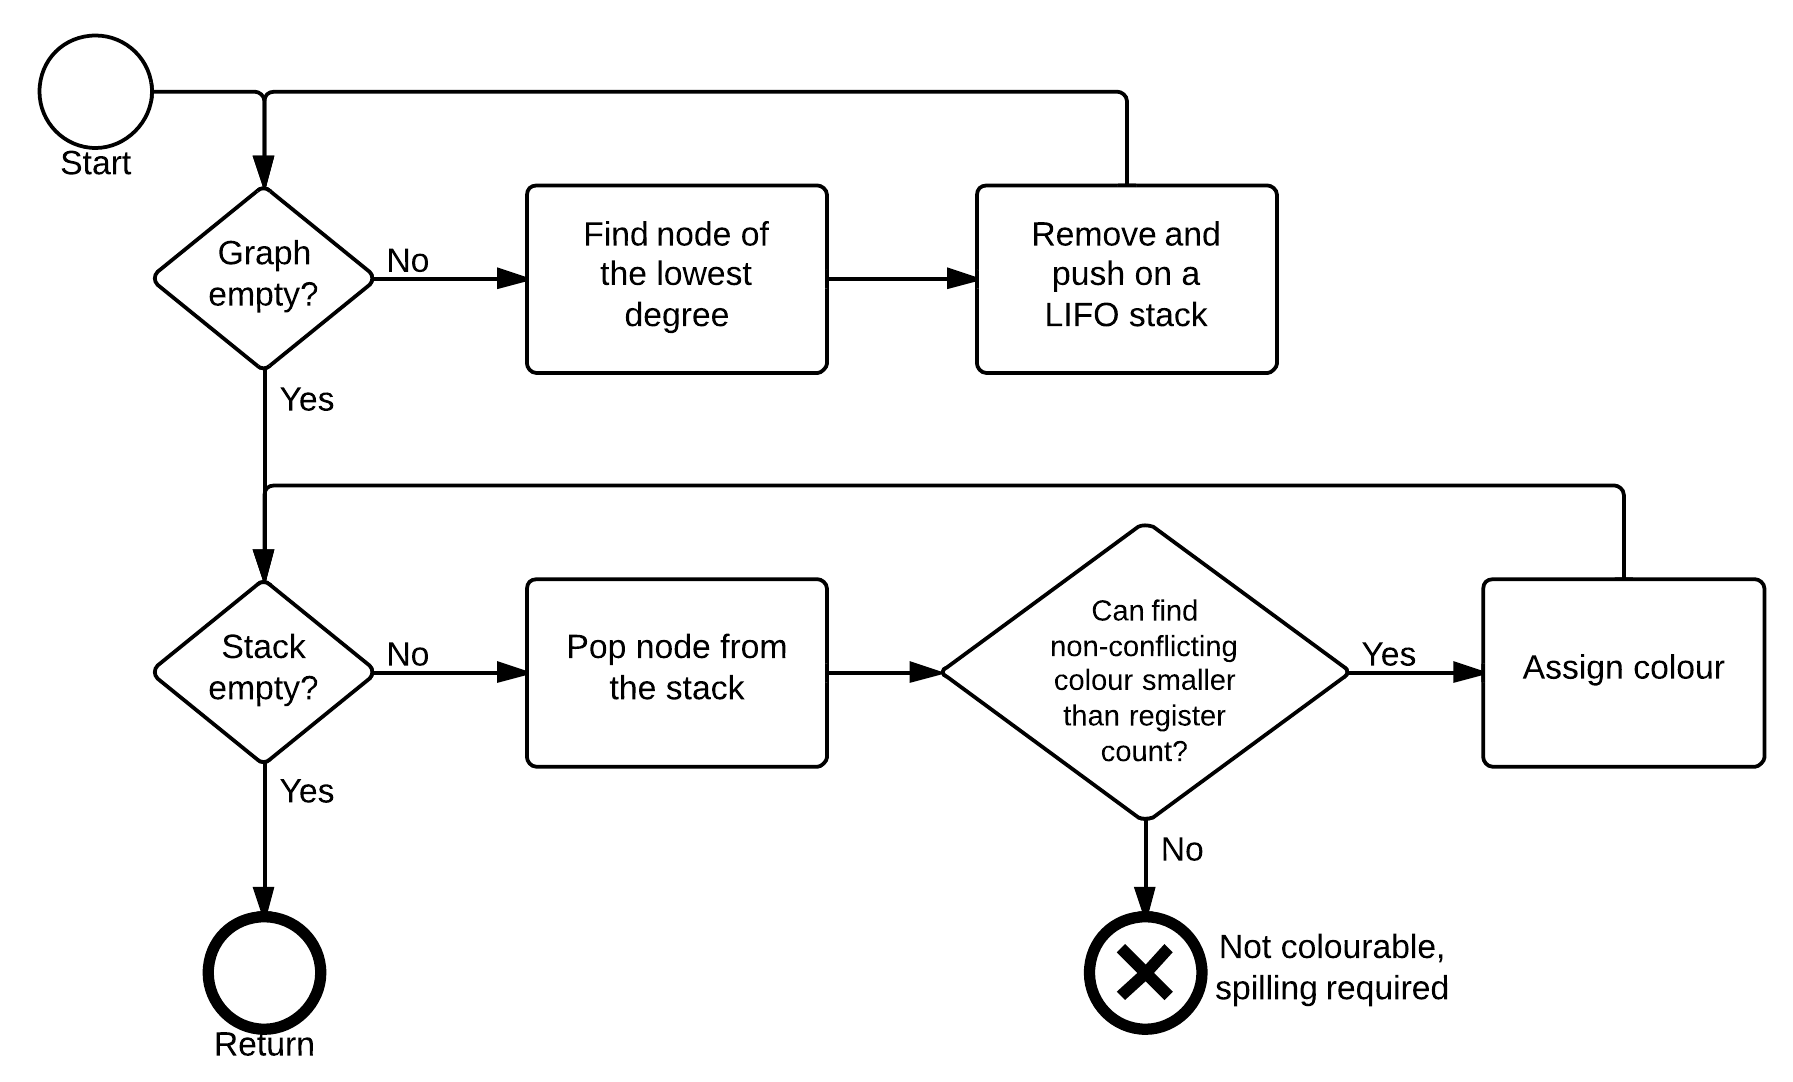 Start
Graph
empty?
No
Find node of
the lowest
degree
Remove and
push on a
LIFO stack
Yes
Stack
empty?
No
Pop node from
the stack
Can find
non-conflicting
colour smaller
than register
count?
Yes
Assign colour
Yes
No
Return
Not colourable,
spilling required